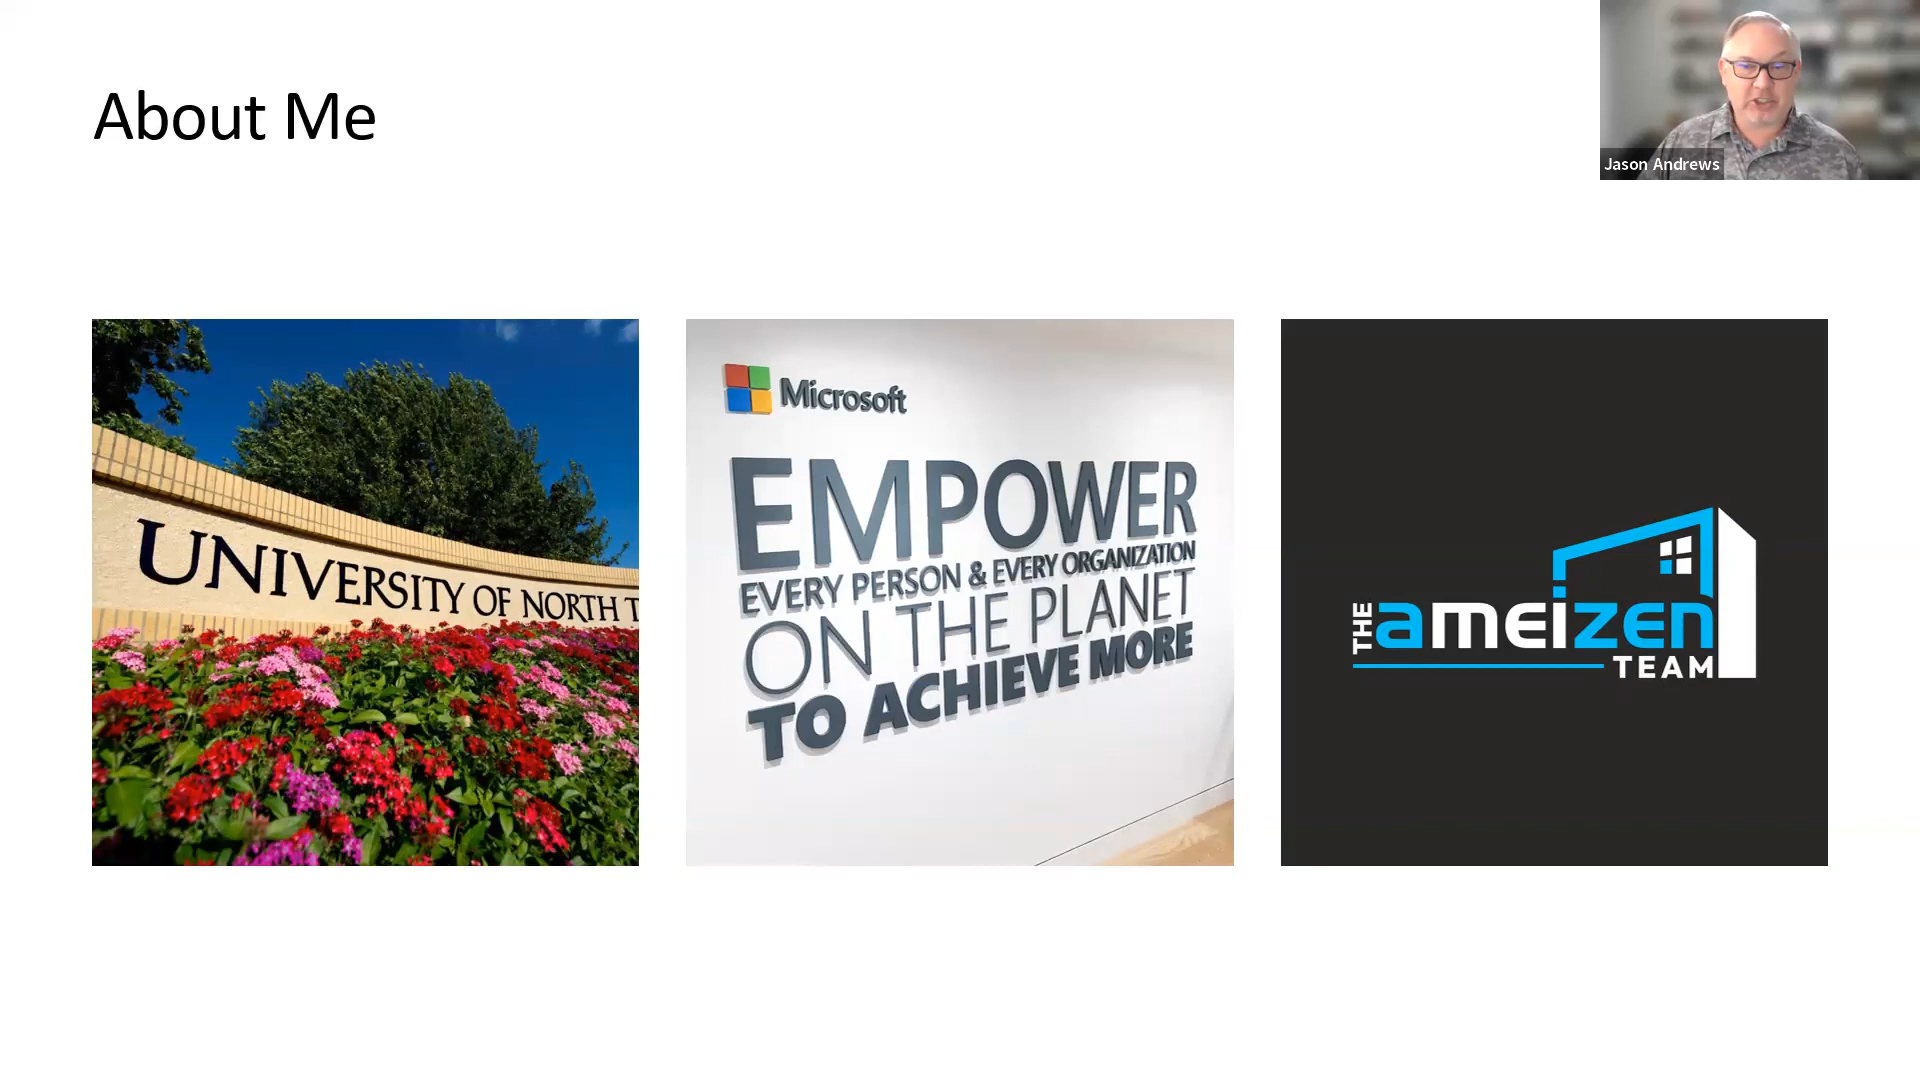 About Me
Jason Andrews
UNIVERSITY OF NORTH T
Microsoft
EMPOWER
EVERY PERSON & EVERY ORGANIZATION
ON THE PLANET
TO ACHIEVE MORE
THE
ameizen
TEAM